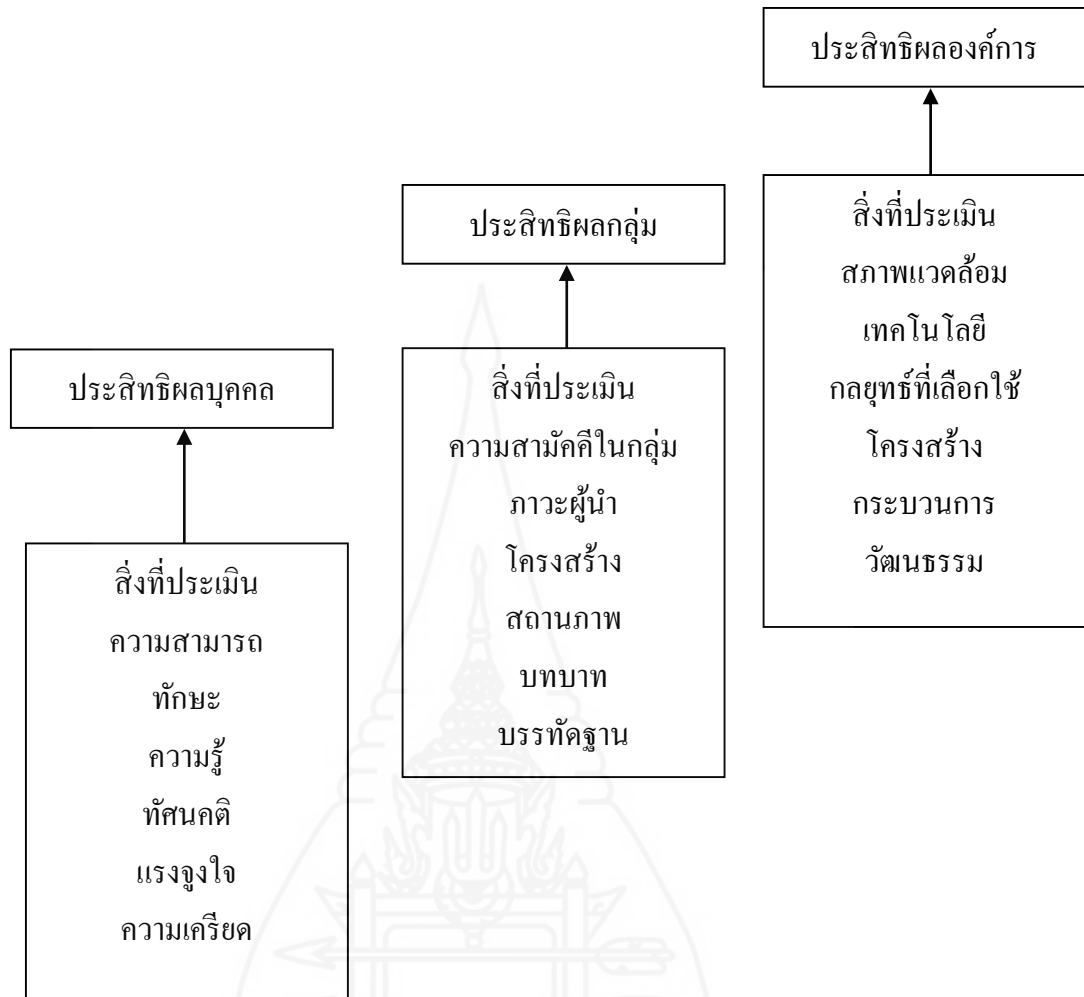 ประสิทธิผลองค์การ
สิ่งที่ประเมิน
สภาพแวดล้อม
เทคโนโลยี
กลยุทธ์ที่เลือกใช้
โครงสร้าง
กระบวนการ
วัฒนธรรม
ประสิทธิผลกลุ่ม
สิ่งที่ประเมิน
ความสามัคคีในกลุ่ม
ภาวะผู้นำ
โครงสร้าง
สถานภาพ
บทบาท
บรรทัดฐาน
ประสิทธิผลบุคคล
สิ่งที่ประเมิน
ความสามารถ
ทักษะ
ความรู้
ทัศนคติ
แรงจูงใจ
ความเครียด